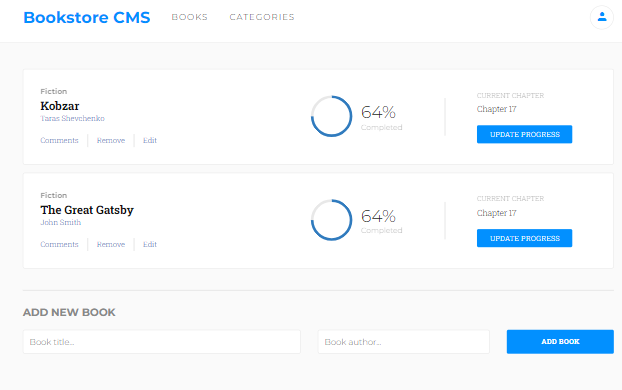 Bookstore CMS
BOOKS
CATEGORIES
Fiction
Kobzar
Taras Shevchenko
Comments
Remove
Edit
64%
Completed
CURRENT CHAPTER
Chapter 17
UPDATE PROGRESS
Fiction
The Great Gatsby
John Smith
Comments
Remove
Edit
64%
Completed
CURRENT CHAPTER
Chapter 17
UPDATE PROGRESS
ADD NEW BOOK
Book title...
Book author...
ADD BOOK